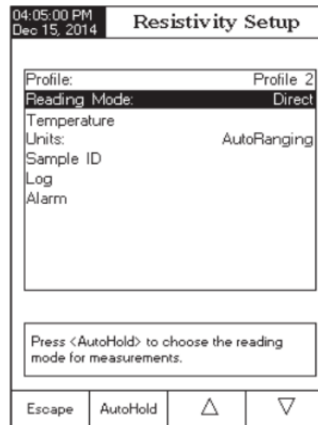 04:05:00 PM
Dec 15, 2014
Resistivity Setup
Profile: Profile 2
Reading Mode: Direct
Temperature
Units: AutoRanging
Sample ID
Log
Alarm
Press <AutoHold> to choose the reading
mode for measurements.
Escape AutoHold △ ▽